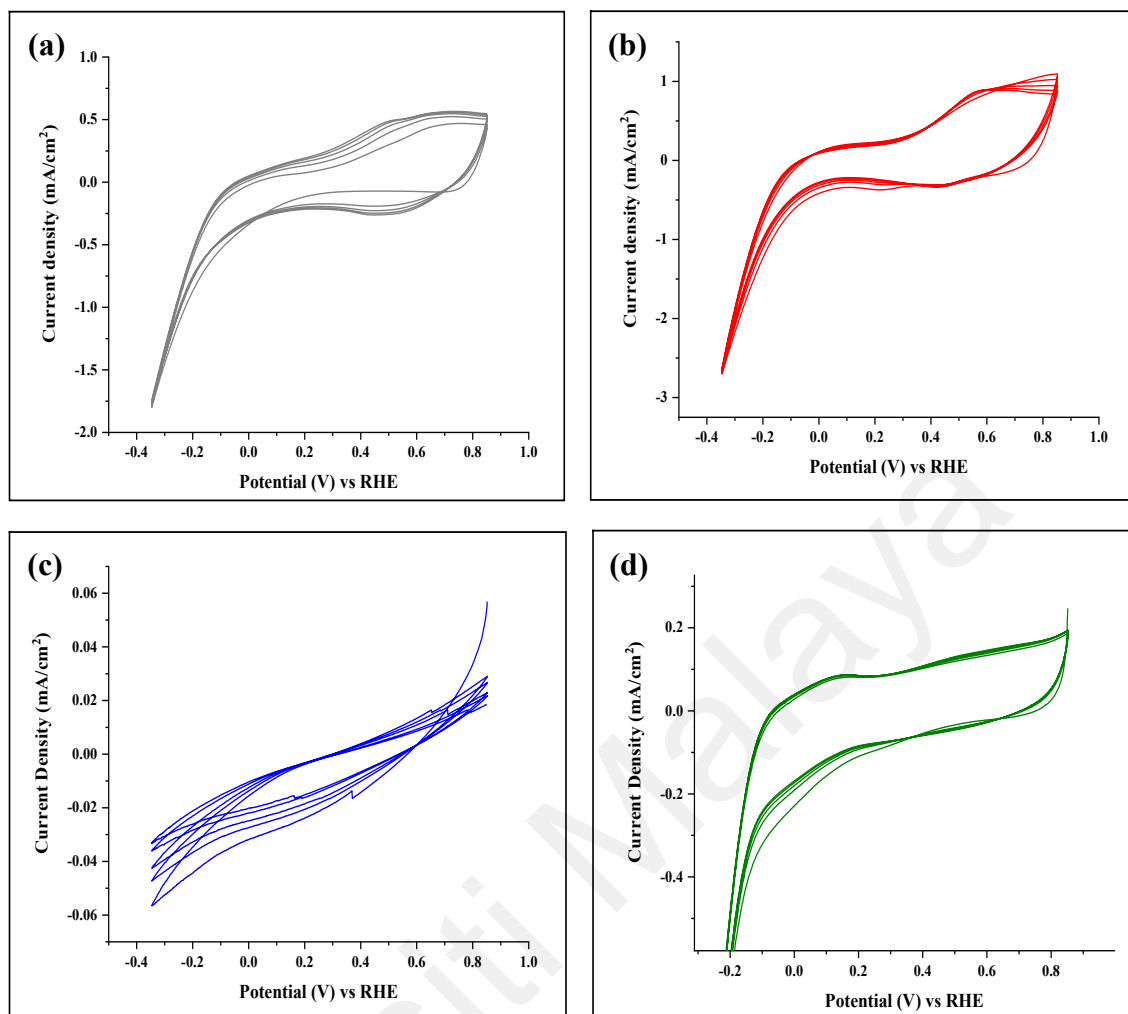 (a)
1.0
0.5
0.0
-0.5
-1.0
-1.5
-2.0
Current density (mA/cm²)
-0.4 -0.2 0.0 0.2 0.4 0.6 0.8 1.0
Potential (V) vs RHE
(b)
1
0
-1
-2
-3
Current density (mA/cm²)
-0.4 -0.2 0.0 0.2 0.4 0.6 0.8 1.0
Potential (V) vs RHE
(c)
0.06
0.04
0.02
0.00
-0.02
-0.04
-0.06
Current Density (mA/cm²)
-0.4 -0.2 0.0 0.2 0.4 0.6 0.8 1.0
Potential (V) vs RHE
(d)
0.2
0.0
-0.2
-0.4
Current Density (mA/cm²)
-0.2 0.0 0.2 0.4 0.6 0.8
Potential (V) vs RHE
siti Malaya